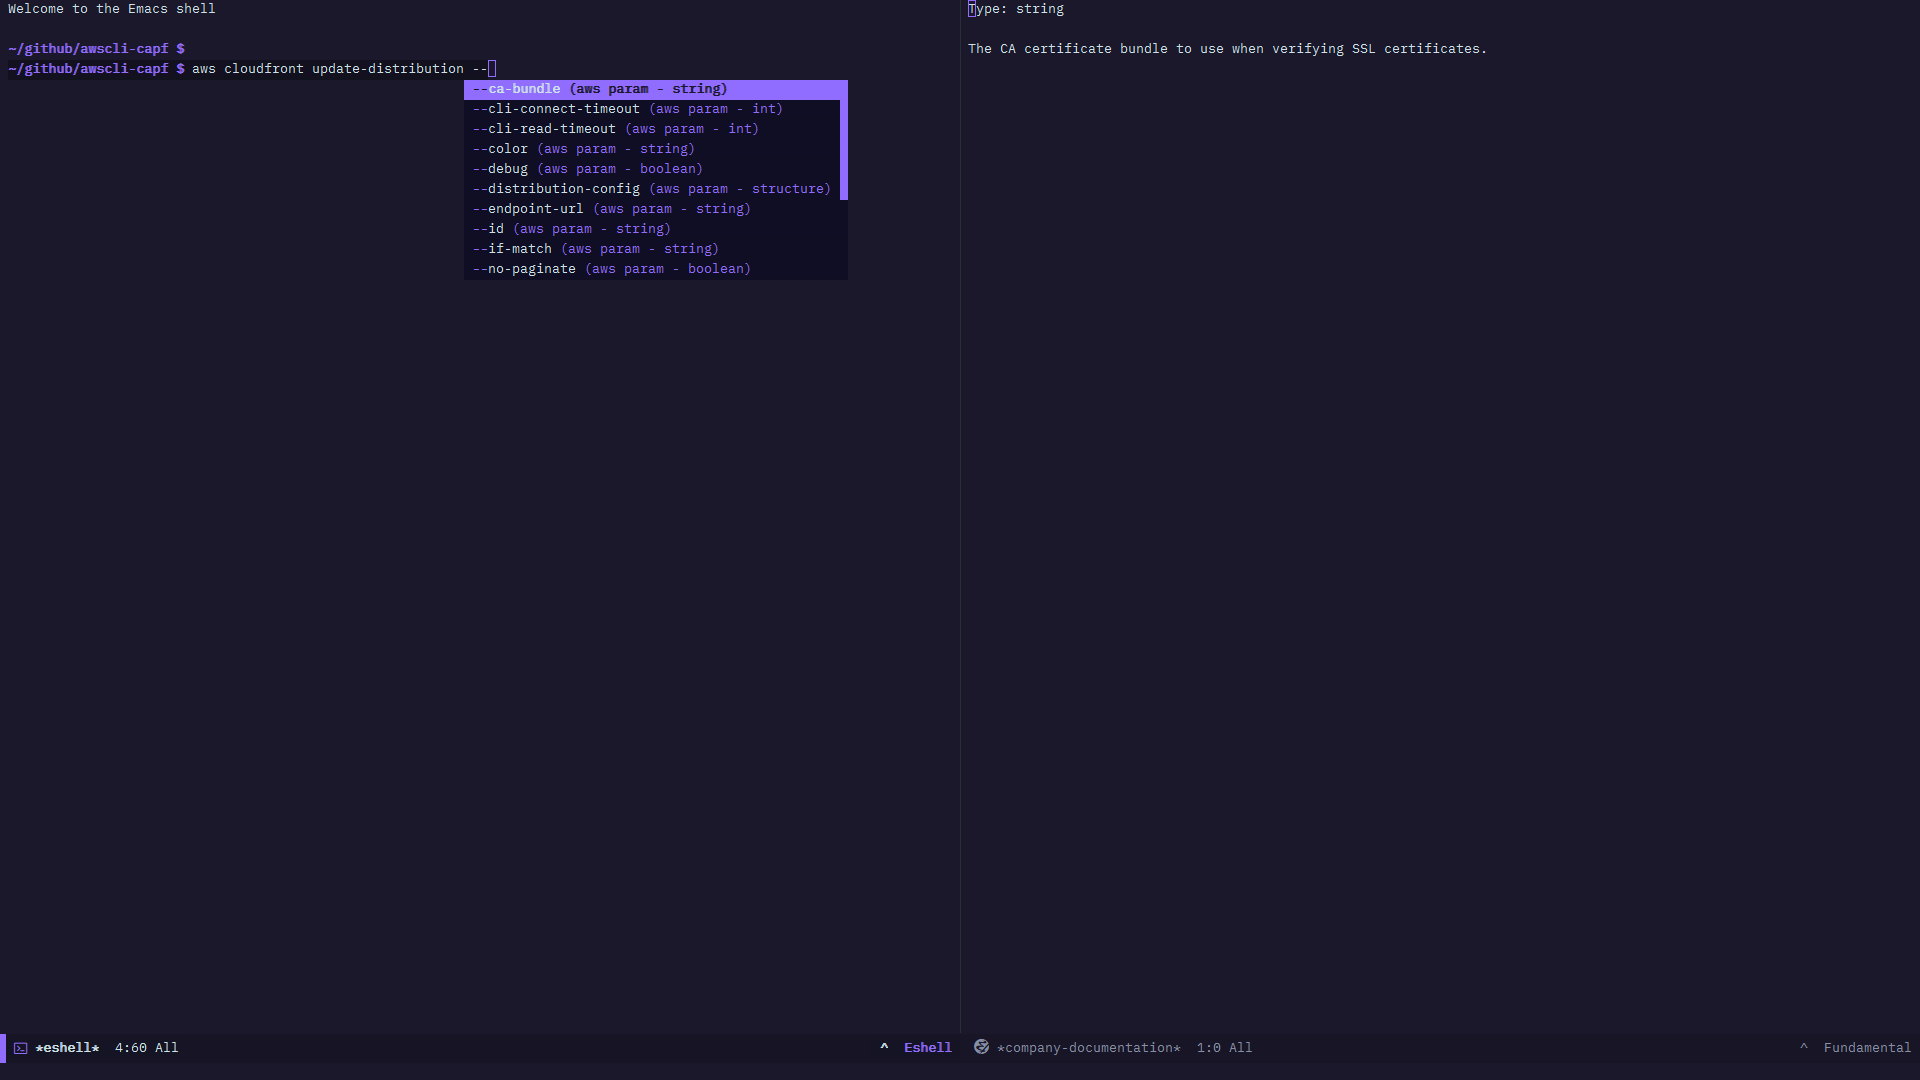 Welcome to the Emacs shell
~/github/awscli-capf $
~/github/awscli-capf $ aws cloudfront update-distribution --
--ca-bundle (aws param - string)
--cli-connect-timeout (aws param - int)
--cli-read-timeout (aws param - int)
--color (aws param - string)
--debug (aws param - boolean)
--distribution-config (aws param - structure)
--endpoint-url (aws param - string)
--id (aws param - string)
--if-match (aws param - string)
--no-paginate (aws param - boolean)
*eshell* 4:60 All ^ Eshell
Type: string
The CA certificate bundle to use when verifying SSL certificates.
*company-documentation* 1:0 All ^ Fundamental